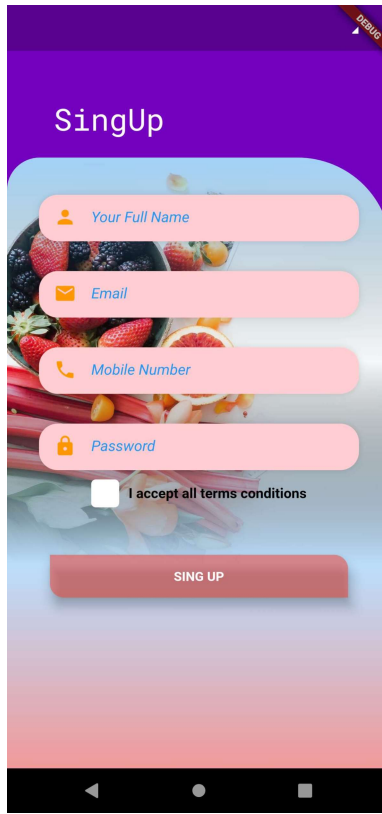 DEBUG
SingUp
Your Full Name
Email
Mobile Number
Password
I accept all terms conditions
SING UP